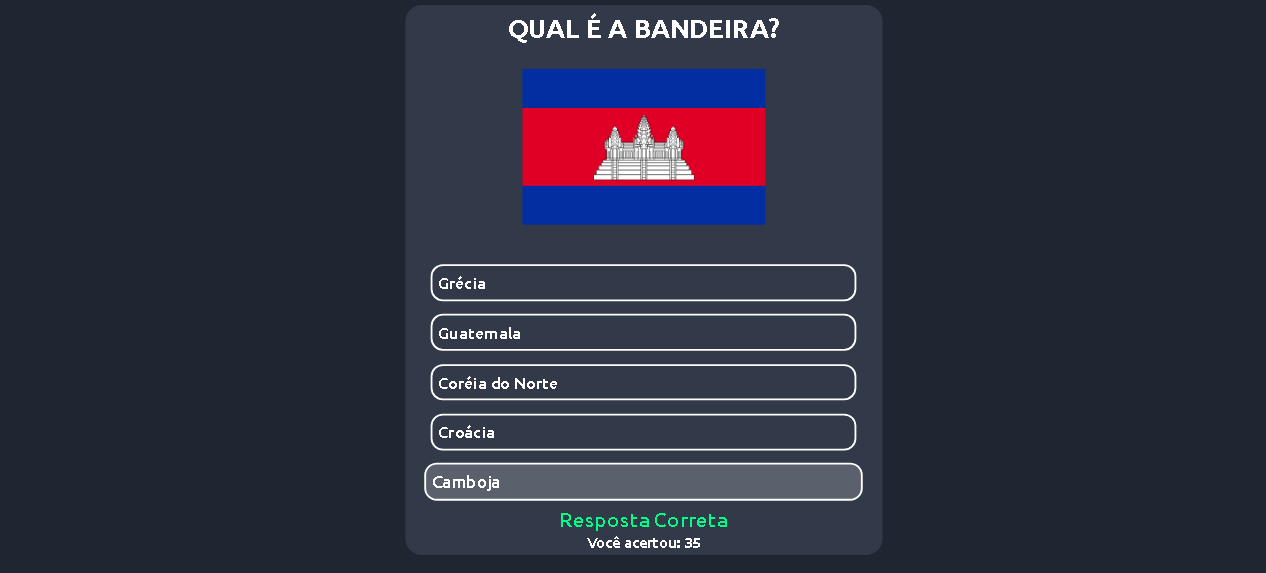 QUAL É A BANDEIRA?
Grécia
Guatemala
Coréia do Norte
Croácia
Camboja
Resposta Correta
Você acertou: 35